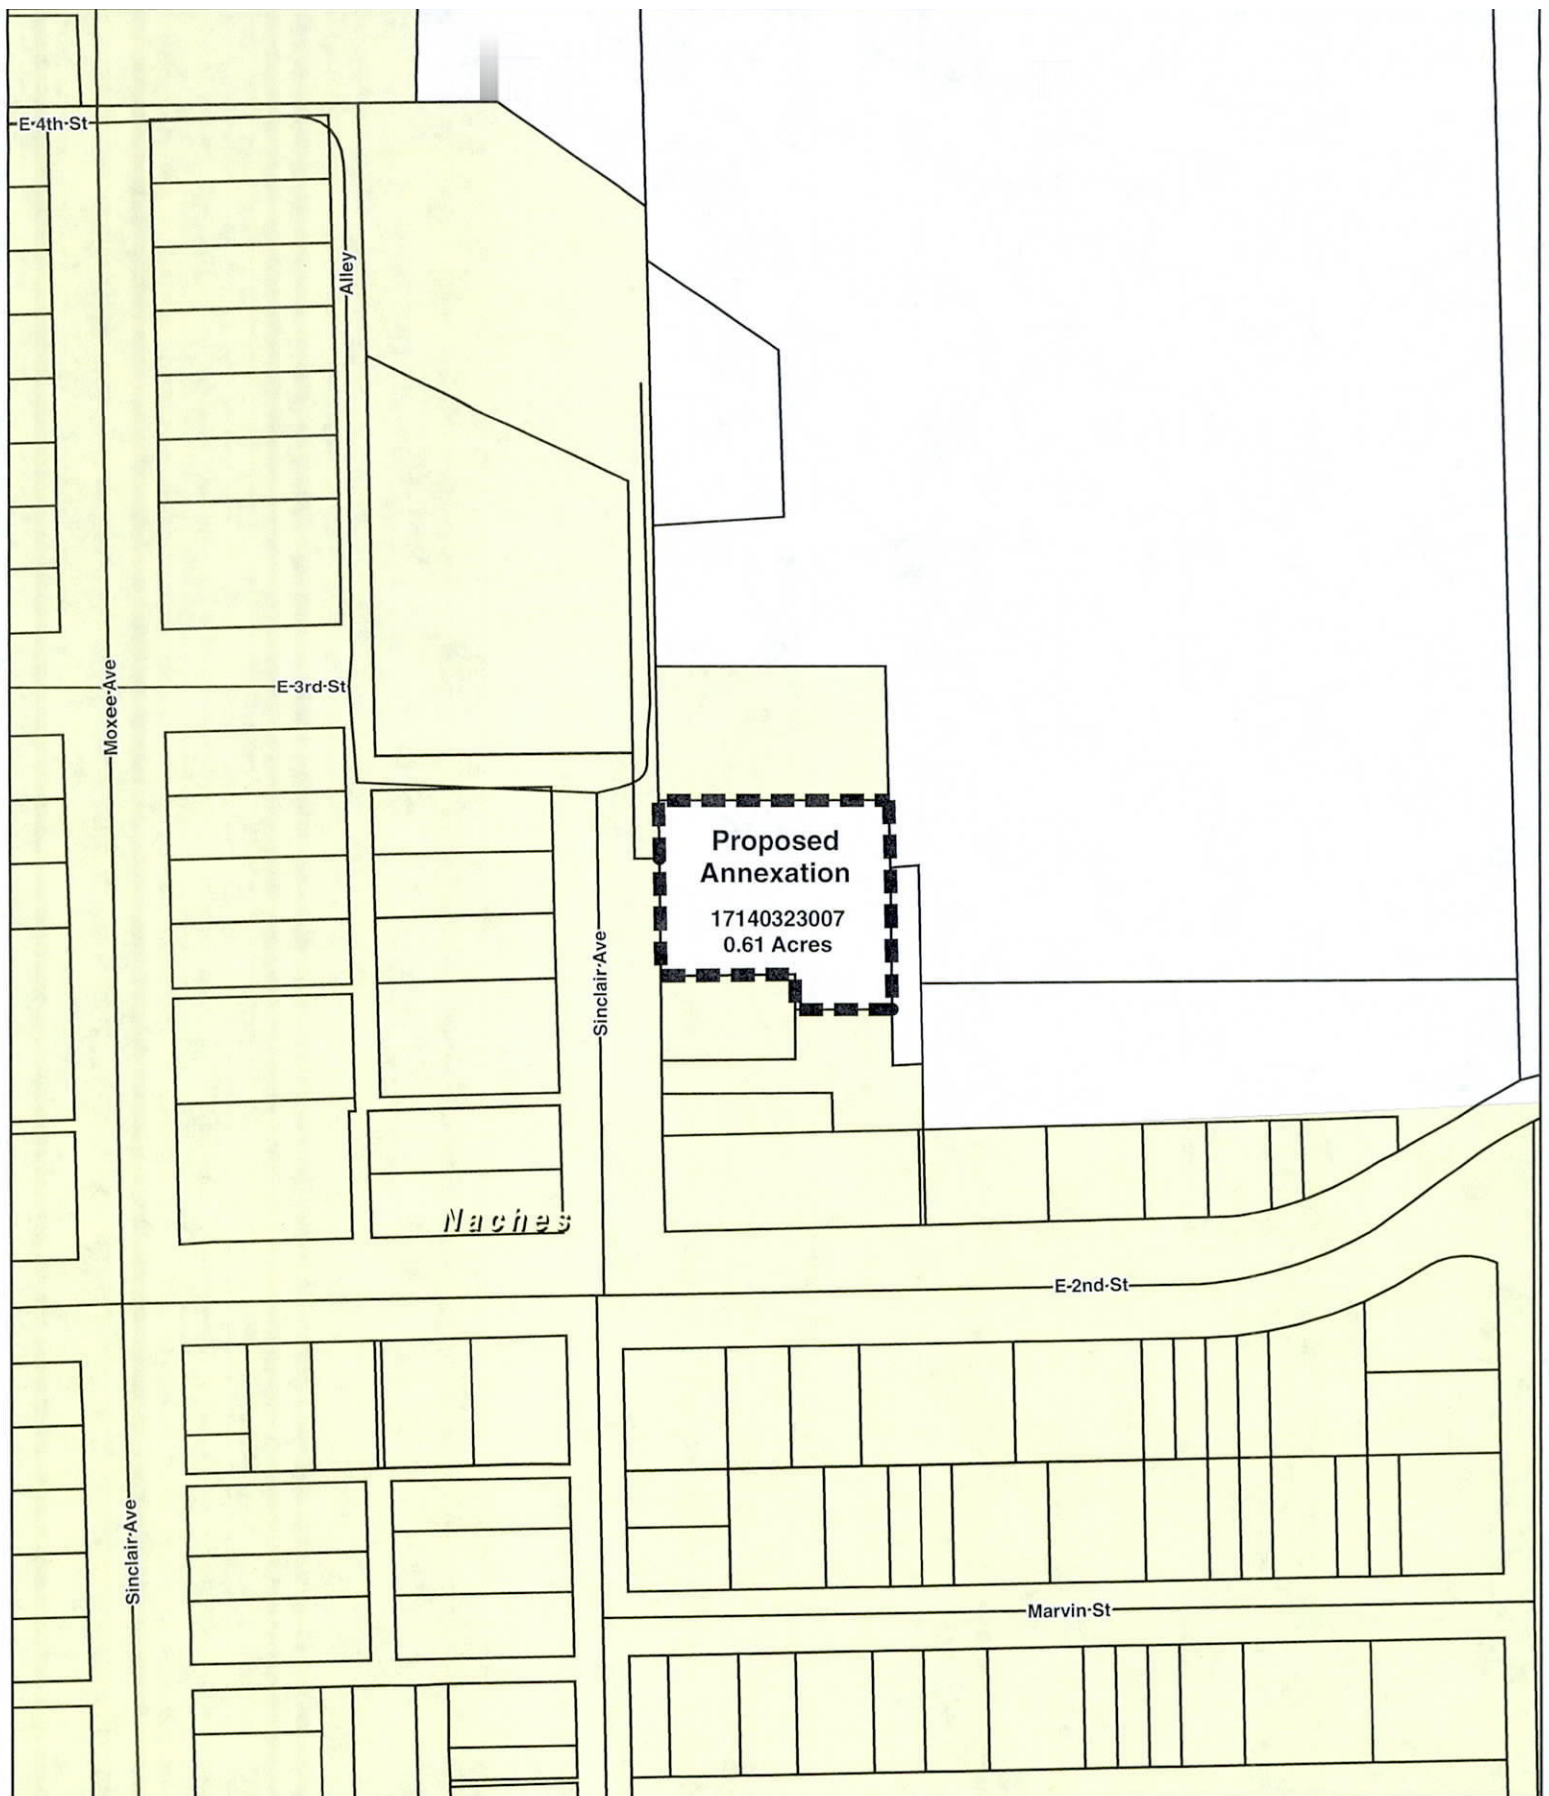 E 4th St
Alley
Moxee Ave
E 3rd St
Proposed
Annexation
17140323007
0.61 Acres
Sinclair Ave
Naches
E 2nd St
Sinclair Ave
Marvin St